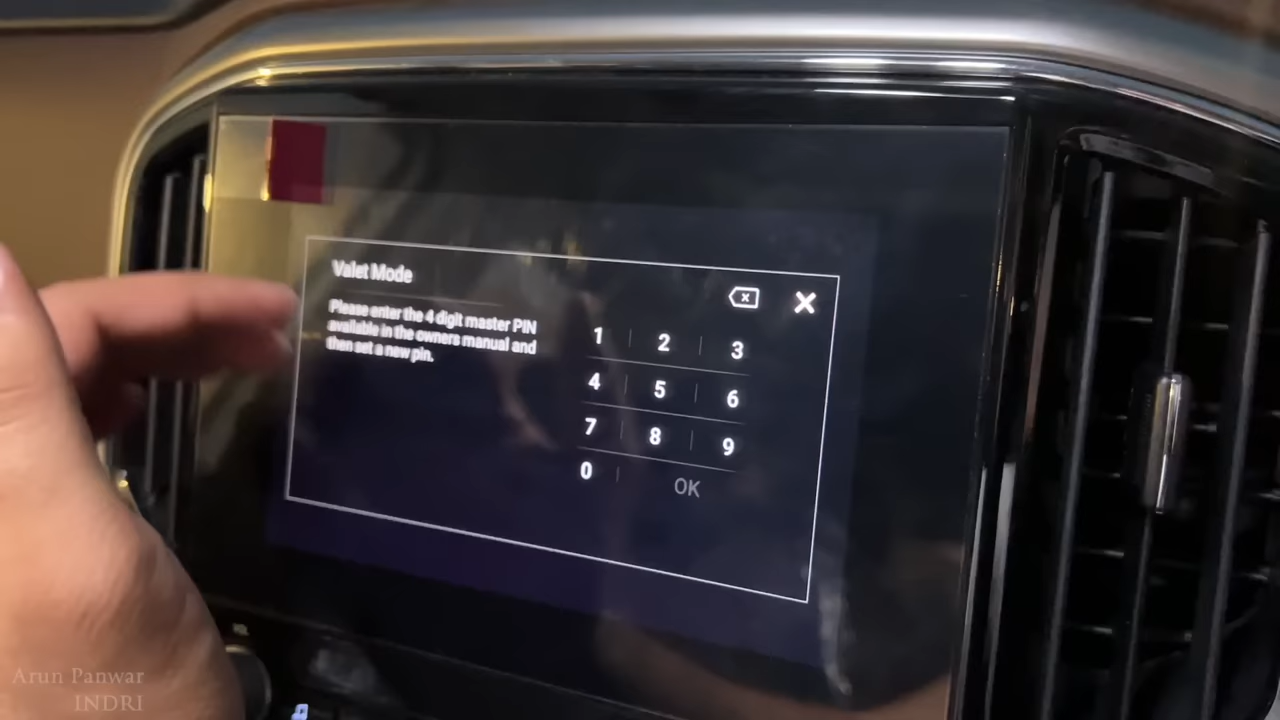 Valet Mode
Please enter the 4 digit master PIN
available in the owners manual and
then set a new pin.
1 2 3
4 5 6
7 8 9
0 OK
Arun Panwar
INDRI